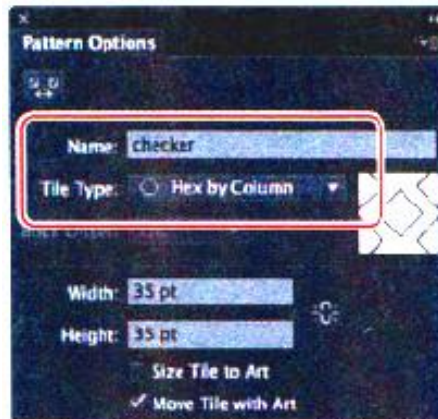 Pattern Options
Name: checker
Tile Type: Hex by Column
Width: 35 pt
Height: 35 pt
Size Tile to Art
Move Tile with Art